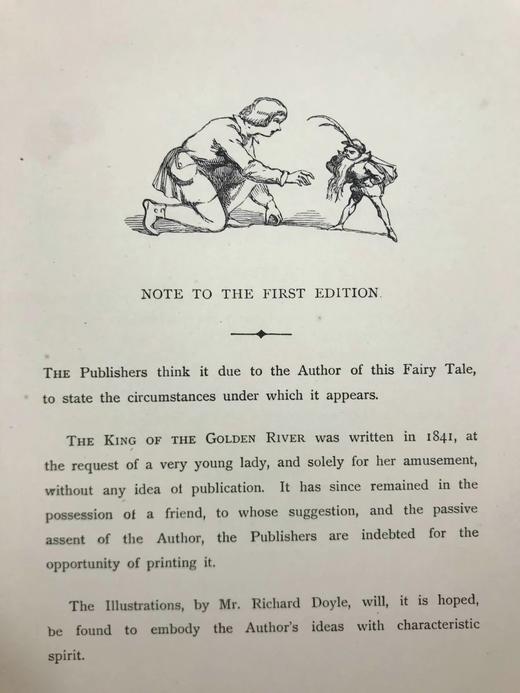 NOTE TO THE FIRST EDITION.
THE Publishers think it due to the Author of this Fairy Tale,
to state the circumstances under which it appears.
THE KING OF THE GOLDEN RIVER was written in 1841, at
the request of a very young lady, and solely for her amusement,
without any idea of publication. It has since remained in the
possession of a friend, to whose suggestion, and the passive
assent of the Author, the Publishers are indebted for the
opportunity of printing it.
The Illustrations, by Mr. Richard Doyle, will, it is hoped,
be found to embody the Author's ideas with characteristic
spirit.